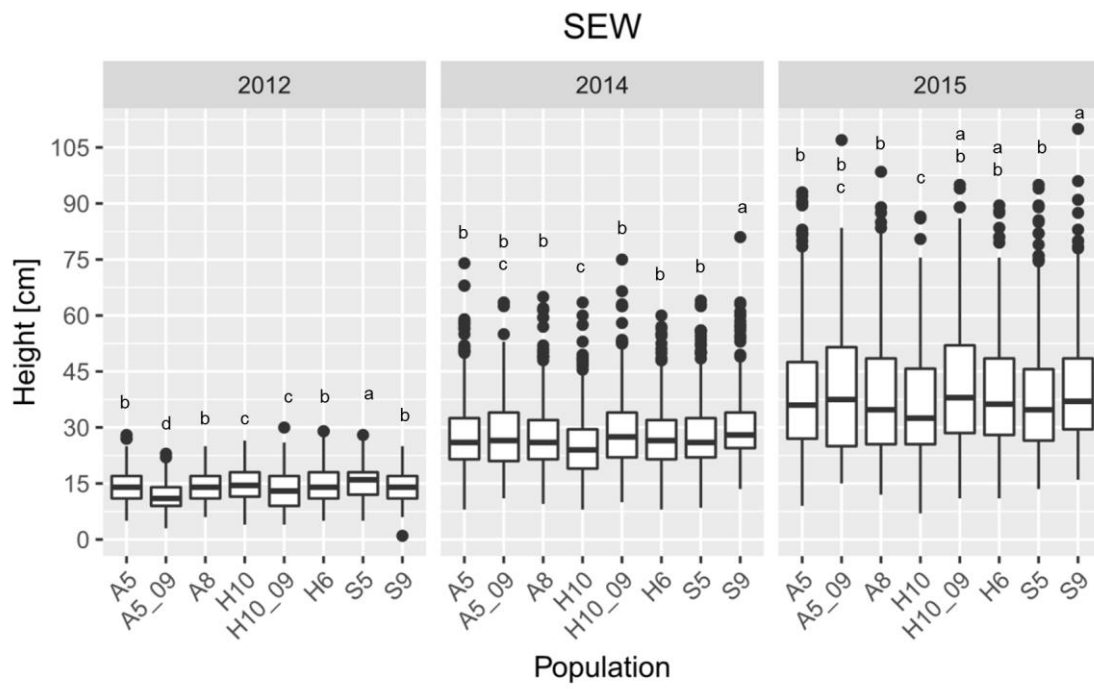 SEW
2012 2014 2015
Height [cm]
105
90
75
60
45
30
15
0
b d b c c b a b
b b c b c b b b a
b b c b c a b a b b a
A5 A5_09 A8 H10 H10_09 H6 S5 S9
A5 A5_09 A8 H10 H10_09 H6 S5 S9
A5 A5_09 A8 H10 H10_09 H6 S5 S9
Population